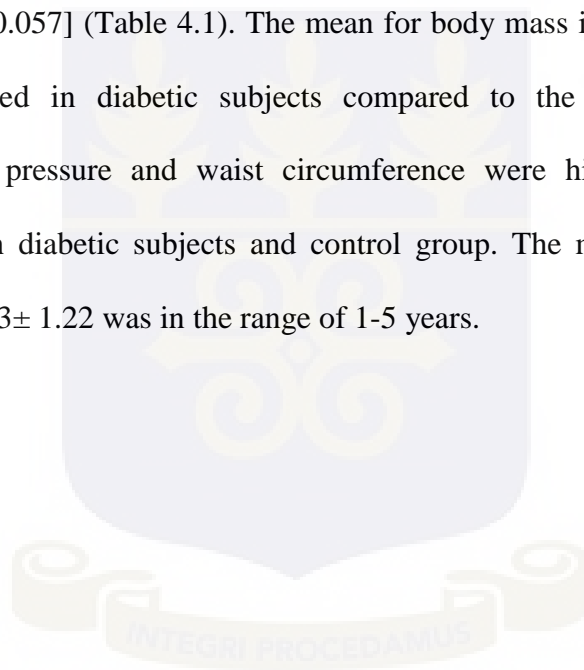 0.057] (Table 4.1). The mean for body mass i
ed in diabetic subjects compared to the
pressure and waist circumference were hi
n diabetic subjects and control group. The
3± 1.22 was in the range of 1-5 years.
INTEGRI PROCEDAMUS